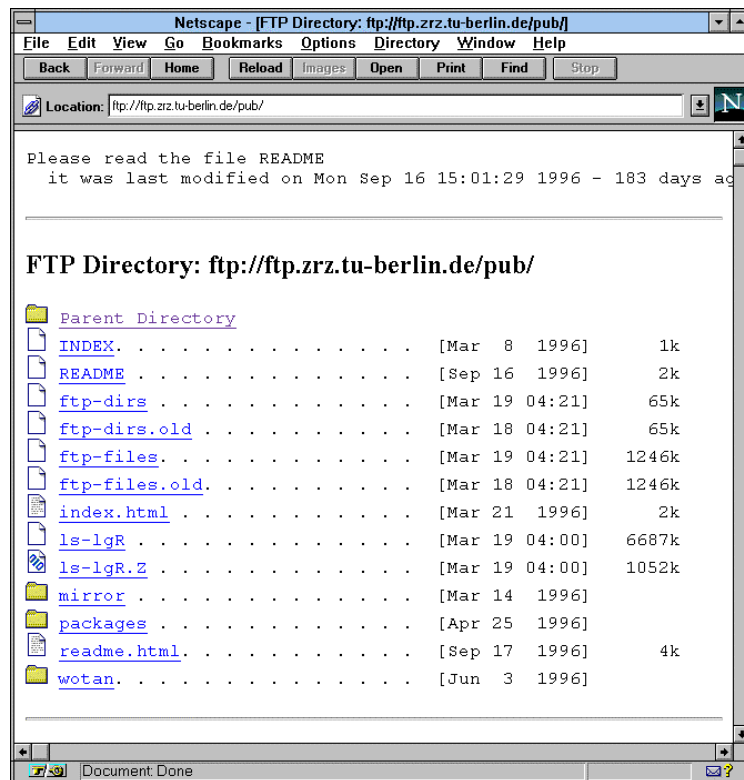 Netscape - [FTP Directory: ftp://ftp.zrz.tu-berlin.de/pub/]
File Edit View Go Bookmarks Options Directory Window Help
Back Forward Home Reload Images Open Print Find Stop
Location: ftp://ftp.zrz.tu-berlin.de/pub/
N
Please read the file README
it was last modified on Mon Sep 16 15:01:29 1996 - 183 days ag
FTP Directory: ftp://ftp.zrz.tu-berlin.de/pub/
Parent Directory
INDEX. . . . . . . . . . . . [Mar 8 1996] 1k
README . . . . . . . . . . . [Sep 16 1996] 2k
ftp-dirs . . . . . . . . . . [Mar 19 04:21] 65k
ftp-dirs.old . . . . . . . . [Mar 18 04:21] 65k
ftp-files. . . . . . . . . . [Mar 19 04:21] 1246k
ftp-files.old. . . . . . . . [Mar 18 04:21] 1246k
index.html . . . . . . . . . [Mar 21 1996] 2k
ls-lgR . . . . . . . . . . . [Mar 19 04:00] 6687k
ls-lgR.Z . . . . . . . . . . [Mar 19 04:00] 1052k
mirror . . . . . . . . . . . [Mar 14 1996]
packages . . . . . . . . . . [Apr 25 1996]
readme.html. . . . . . . . . [Sep 17 1996] 4k
wotan. . . . . . . . . . . . [Jun 3 1996]
Document: Done